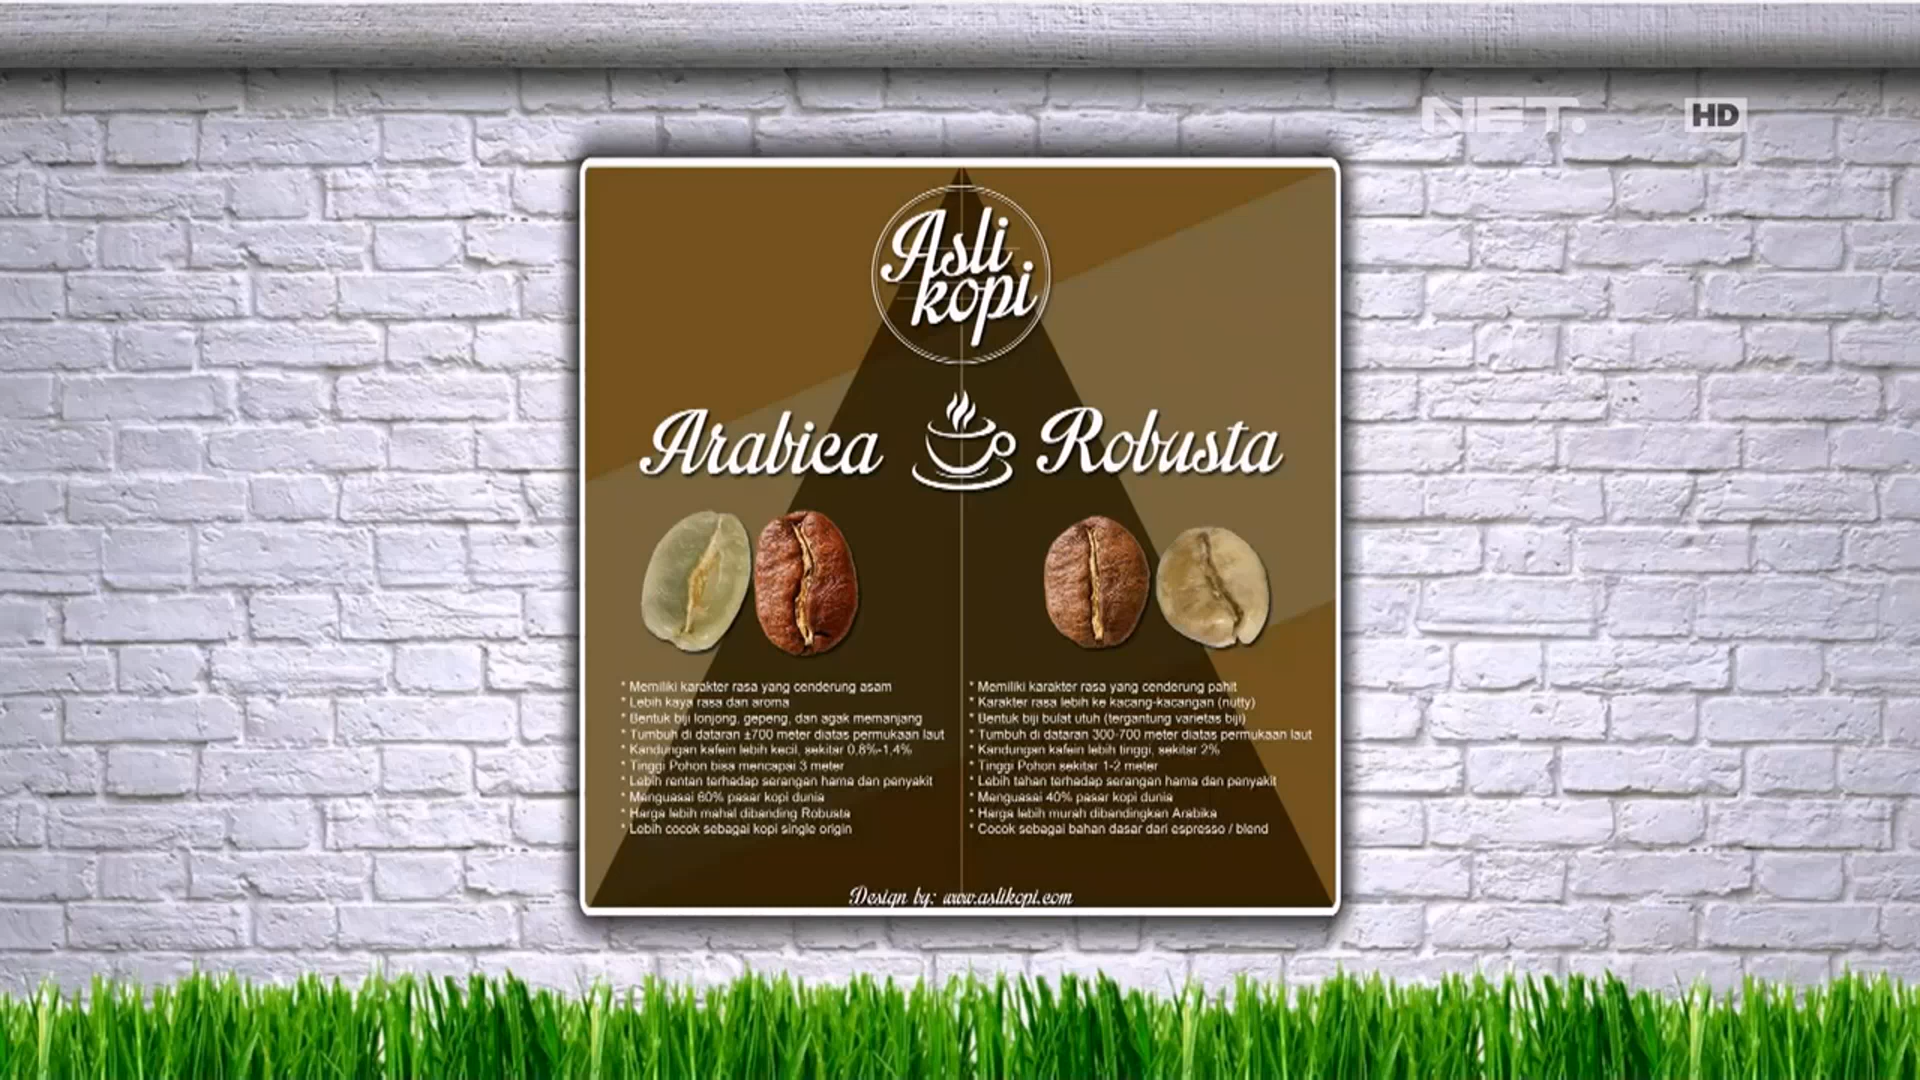 NET.
HD
Asli
kopi
Arabica
Robusta
* Memiliki karakter rasa yang cenderung asam
* Lebih kaya rasa dan aroma
* Bentuk biji lonjong, gepeng, dan agak memanjang
* Tumbuh di dataran ±700 meter diatas permukaan laut
* Kandungan kafein lebih kecil, sekitar 0,8%-1,4%
* Tinggi Pohon bisa mencapai 3 meter
* Lebih rentan terhadap serangan hama dan penyakit
* Menguasai 60% pasar kopi dunia
* Harga lebih mahal dibanding Robusta
* Lebih cocok sebagai kopi single origin
* Memiliki karakter rasa yang cenderung pahit
* Karakter rasa lebih ke kacang-kacangan (nutty)
* Bentuk biji bulat utuh (tergantung varietas biji)
* Tumbuh di dataran 300-700 meter diatas permukaan laut
* Kandungan kafein lebih tinggi, sekitar 2%
* Tinggi Pohon sekitar 1-2 meter
* Lebih tahan terhadap serangan hama dan penyakit
* Menguasai 40% pasar kopi dunia
* Harga lebih murah dibandingkan Arabika
* Cocok sebagai bahan dasar dari espresso / blend
Design by: www.aslikopi.com